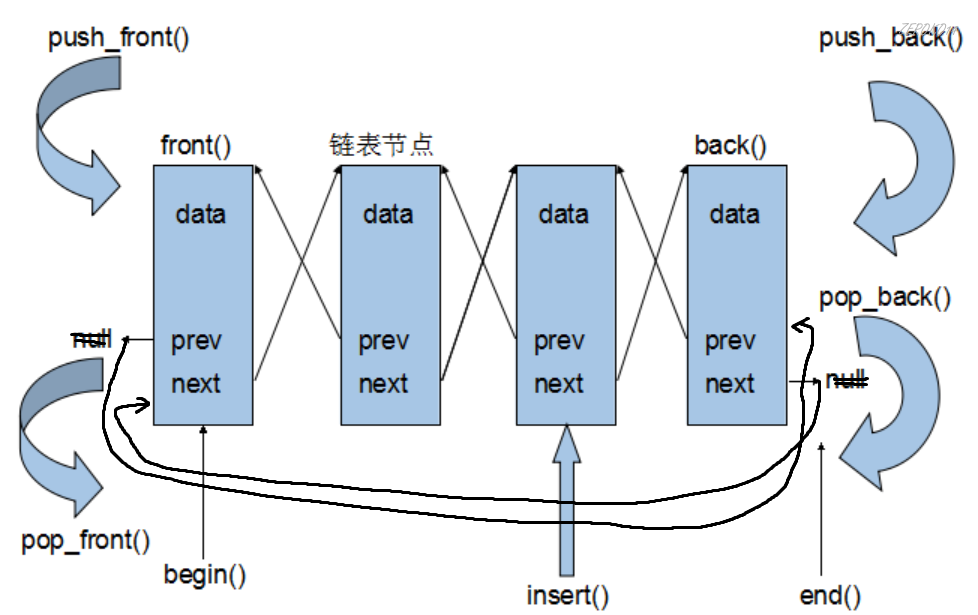 push_front()
push_back()
front()
链表节点
back()
data
data
data
data
pop_back()
null
prev
prev
prev
prev
next
next
next
next
null
pop_front()
begin()
insert()
end()